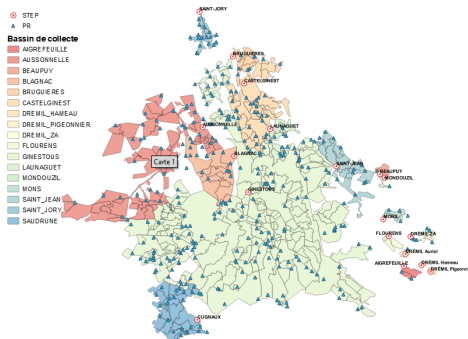 STEP
PR
Bassin de collecte
AIGREFEUILLE
AUSSONNELLE
BEAUPUY
BLAGNAC
BRUGUIERES
CASTELGINEST
DREMIL_HAMEAU
DREMIL_PIGEONNIER
DREMIL_ZA
FLOURENS
GINESTOUS
LAUNAGUET
MONDOUZIL
MONS
SAINT_JEAN
SAINT_JORY
SAUDRUNE
SAINT-JORY
BRUGUIERES
CASTELGINEST
AUSSONNELLE
LAUNAGUET
Carte 1
BLAGNAC
SAINT-JEAN
BEAUPUY
MONDOUZIL
GINESTOUS
MONS
FLOURENS
DREMIL ZA
DREMIL Auriol
AIGREFEUILLE
DREMIL Hameau
DREMIL Pigeonn
CUGNAUX